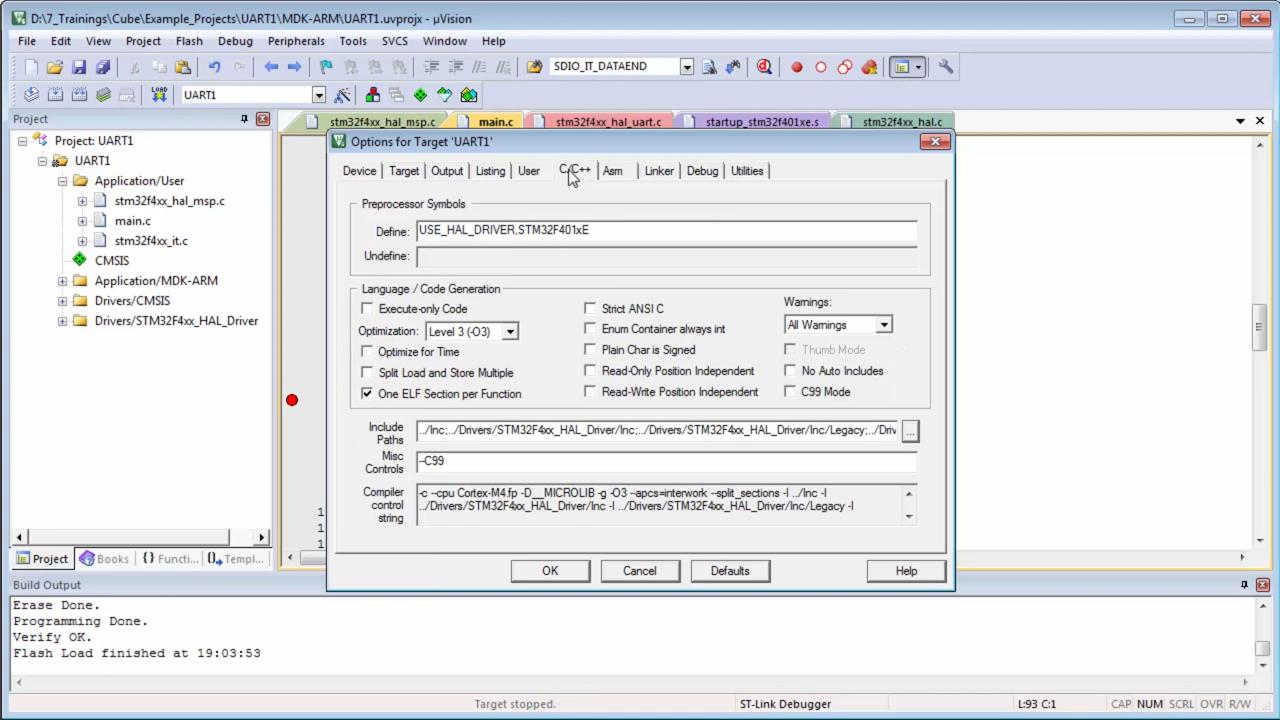 D:\7_Trainings\Cube\Example_Projects\UART1\MDK-ARM\UART1.uvprojx - µVision
File Edit View Project Flash Debug Peripherals Tools SVCS Window Help
SDIO_IT_DATAEND
LOAD UART1
Project
stm32f4xx_hal_msp.c main.c stm32f4xx_hal_uart.c startup_stm32f401xe.s stm32f4xx_hal.c
Project: UART1
UART1
Application/User
stm32f4xx_hal_msp.c
main.c
stm32f4xx_it.c
CMSIS
Application/MDK-ARM
Drivers/CMSIS
Drivers/STM32F4xx_HAL_Driver
Project Books {} Functi... Templ...
Options for Target 'UART1'
Device Target Output Listing User C/C++ Asm Linker Debug Utilities
Preprocessor Symbols
Define: USE_HAL_DRIVER,STM32F401xE
Undefine:
Language / Code Generation
Execute-only Code
Optimization: Level 3 (-O3)
Optimize for Time
Split Load and Store Multiple
One ELF Section per Function
Strict ANSI C
Enum Container always int
Plain Char is Signed
Read-Only Position Independent
Read-Write Position Independent
Warnings:
All Warnings
Thumb Mode
No Auto Includes
C99 Mode
Include Paths ../Inc;../Drivers/STM32F4xx_HAL_Driver/Inc;../Drivers/STM32F4xx_HAL_Driver/Inc/Legacy;../Driv ...
Misc Controls --C99
Compiler control string
-c --cpu Cortex-M4.fp -D__MICROLIB -g -O3 --apcs=interwork --split_sections -I ../Inc -I
../Drivers/STM32F4xx_HAL_Driver/Inc -I ../Drivers/STM32F4xx_HAL_Driver/Inc/Legacy -I
OK Cancel Defaults Help
1
1
1
Build Output
Erase Done.
Programming Done.
Verify OK.
Flash Load finished at 19:03:53
Target stopped. ST-Link Debugger L:93 C:1 CAP NUM SCRL OVR R/W